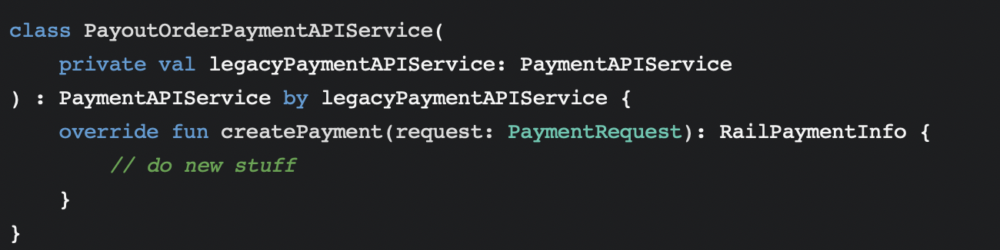 class PayoutOrderPaymentAPIService(
    private val legacyPaymentAPIService: PaymentAPIService
) : PaymentAPIService by legacyPaymentAPIService {
    override fun createPayment(request: PaymentRequest): RailPaymentInfo {
        // do new stuff
    }
}